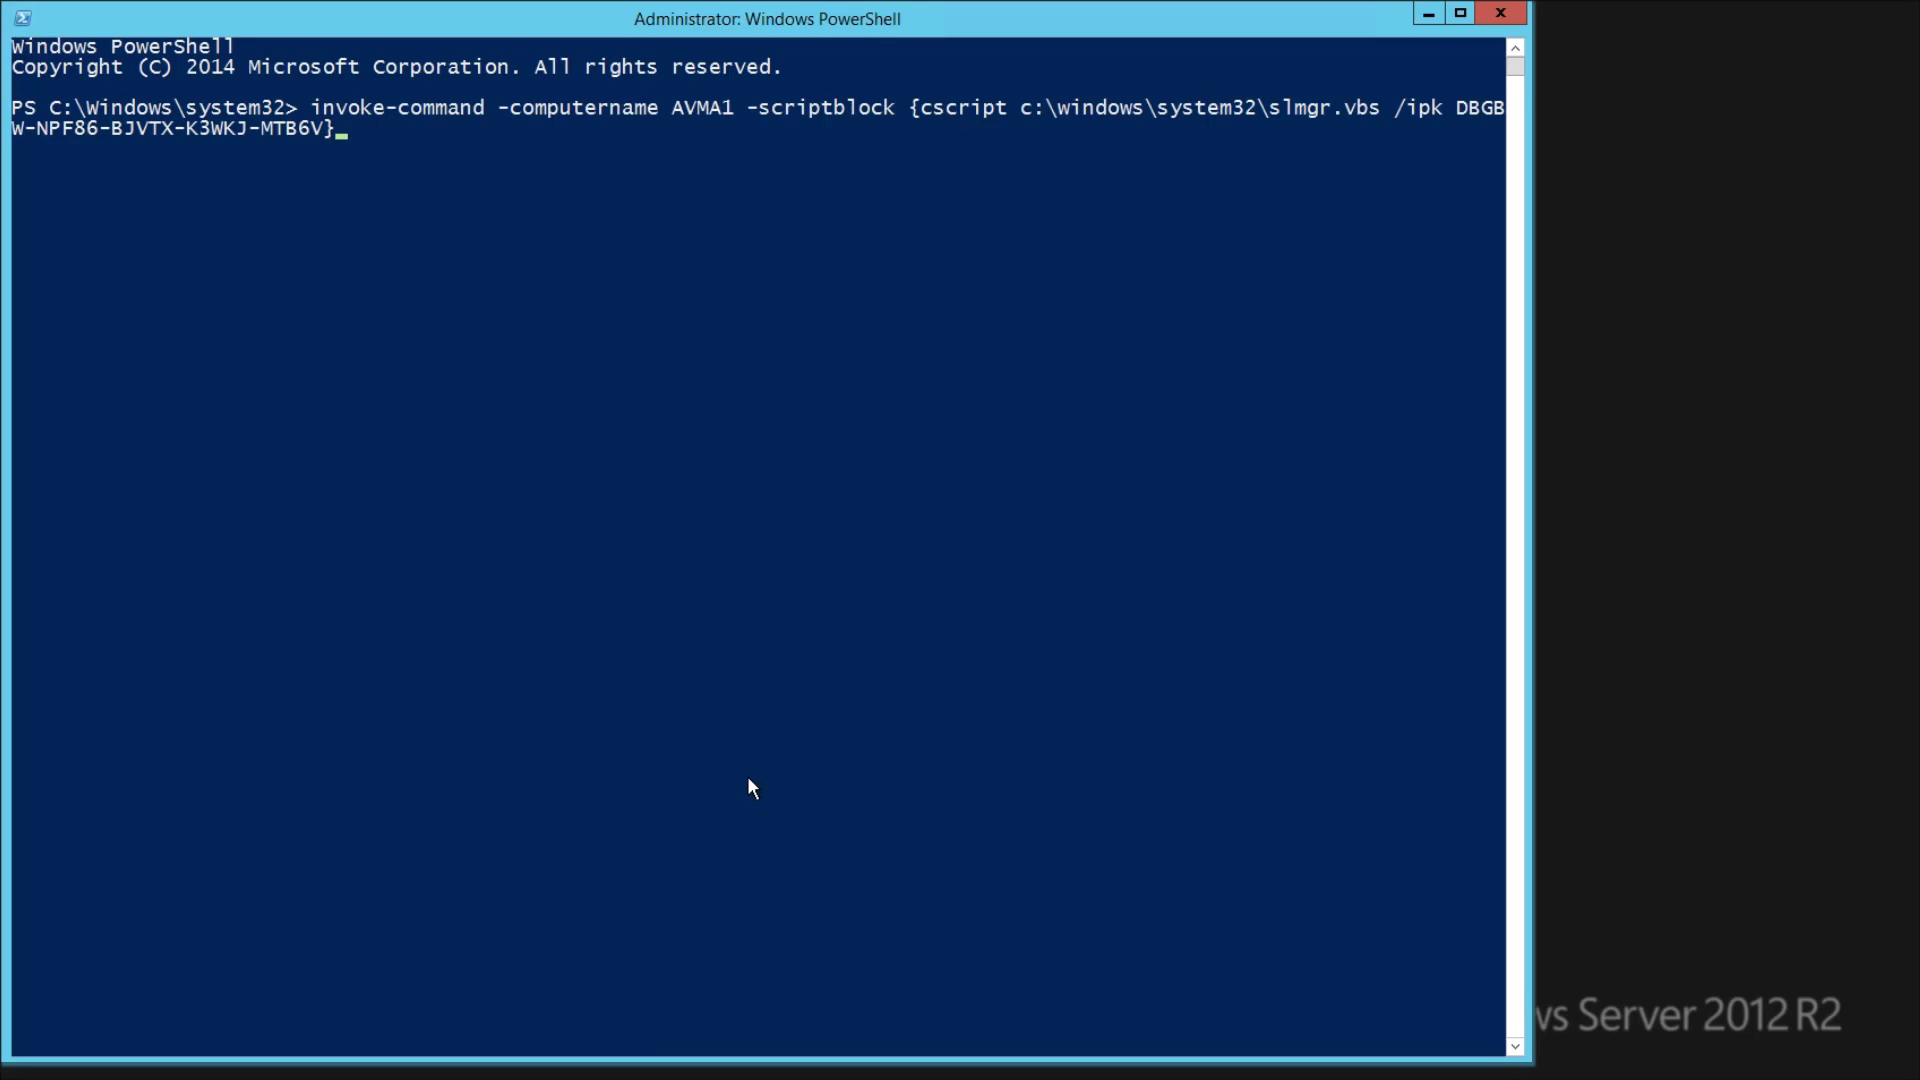 Administrator: Windows PowerShell
Windows PowerShell
Copyright (C) 2014 Microsoft Corporation. All rights reserved.
PS C:\Windows\system32> invoke-command -computername AVMA1 -scriptblock {cscript c:\windows\system32\slmgr.vbs /ipk DBGB
W-NPF86-BJVTX-K3WKJ-MTB6V}
ws Server 2012 R2